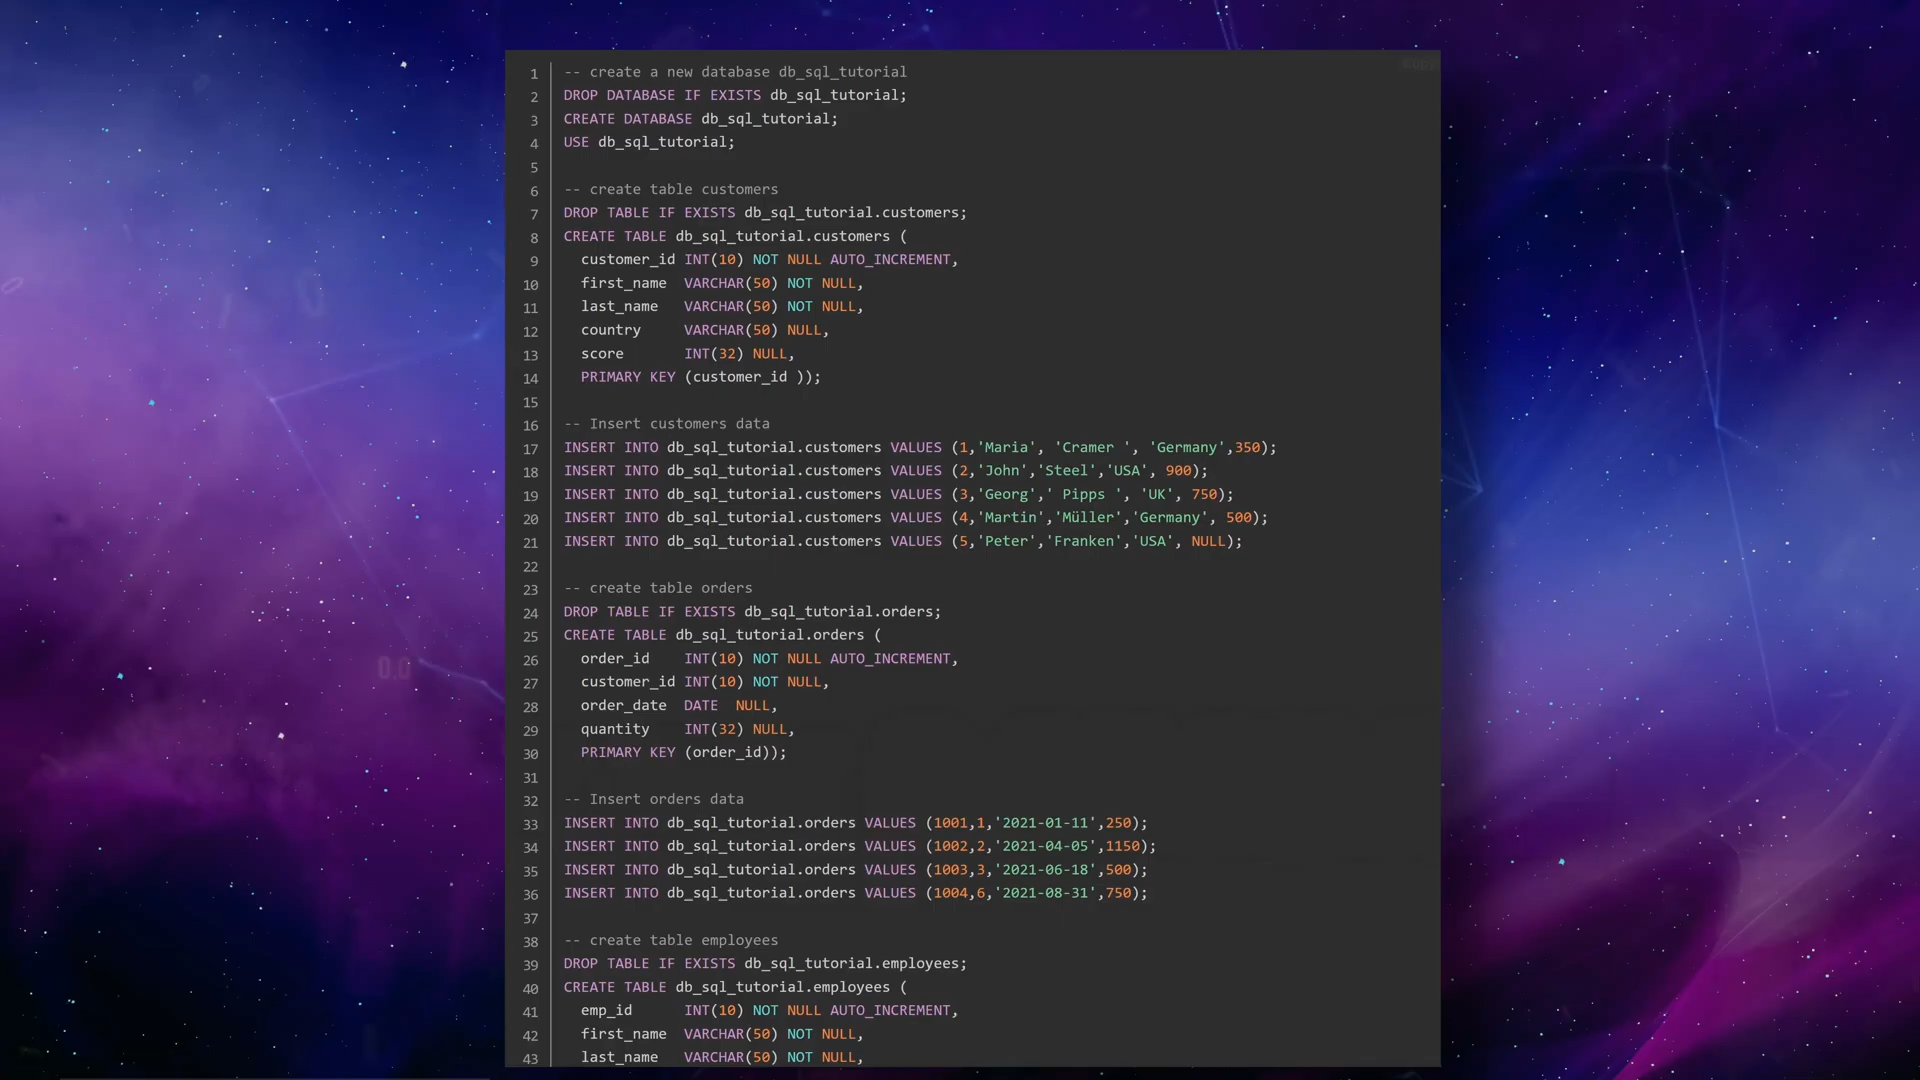 1 -- create a new database db_sql_tutorial
2 DROP DATABASE IF EXISTS db_sql_tutorial;
3 CREATE DATABASE db_sql_tutorial;
4 USE db_sql_tutorial;
5
6 -- create table customers
7 DROP TABLE IF EXISTS db_sql_tutorial.customers;
8 CREATE TABLE db_sql_tutorial.customers (
9   customer_id INT(10) NOT NULL AUTO_INCREMENT,
10   first_name  VARCHAR(50) NOT NULL,
11   last_name   VARCHAR(50) NOT NULL,
12   country     VARCHAR(50) NULL,
13   score       INT(32) NULL,
14   PRIMARY KEY (customer_id ));
15
16 -- Insert customers data
17 INSERT INTO db_sql_tutorial.customers VALUES (1,'Maria', 'Cramer ', 'Germany',350);
18 INSERT INTO db_sql_tutorial.customers VALUES (2,'John','Steel','USA', 900);
19 INSERT INTO db_sql_tutorial.customers VALUES (3,'Georg',' Pipps ', 'UK', 750);
20 INSERT INTO db_sql_tutorial.customers VALUES (4,'Martin','Müller','Germany', 500);
21 INSERT INTO db_sql_tutorial.customers VALUES (5,'Peter','Franken','USA', NULL);
22
23 -- create table orders
24 DROP TABLE IF EXISTS db_sql_tutorial.orders;
25 CREATE TABLE db_sql_tutorial.orders (
26   order_id    INT(10) NOT NULL AUTO_INCREMENT,
27   customer_id INT(10) NOT NULL,
28   order_date  DATE  NULL,
29   quantity    INT(32) NULL,
30   PRIMARY KEY (order_id));
31
32 -- Insert orders data
33 INSERT INTO db_sql_tutorial.orders VALUES (1001,1,'2021-01-11',250);
34 INSERT INTO db_sql_tutorial.orders VALUES (1002,2,'2021-04-05',1150);
35 INSERT INTO db_sql_tutorial.orders VALUES (1003,3,'2021-06-18',500);
36 INSERT INTO db_sql_tutorial.orders VALUES (1004,6,'2021-08-31',750);
37
38 -- create table employees
39 DROP TABLE IF EXISTS db_sql_tutorial.employees;
40 CREATE TABLE db_sql_tutorial.employees (
41   emp_id      INT(10) NOT NULL AUTO_INCREMENT,
42   first_name  VARCHAR(50) NOT NULL,
43   last_name   VARCHAR(50) NOT NULL,